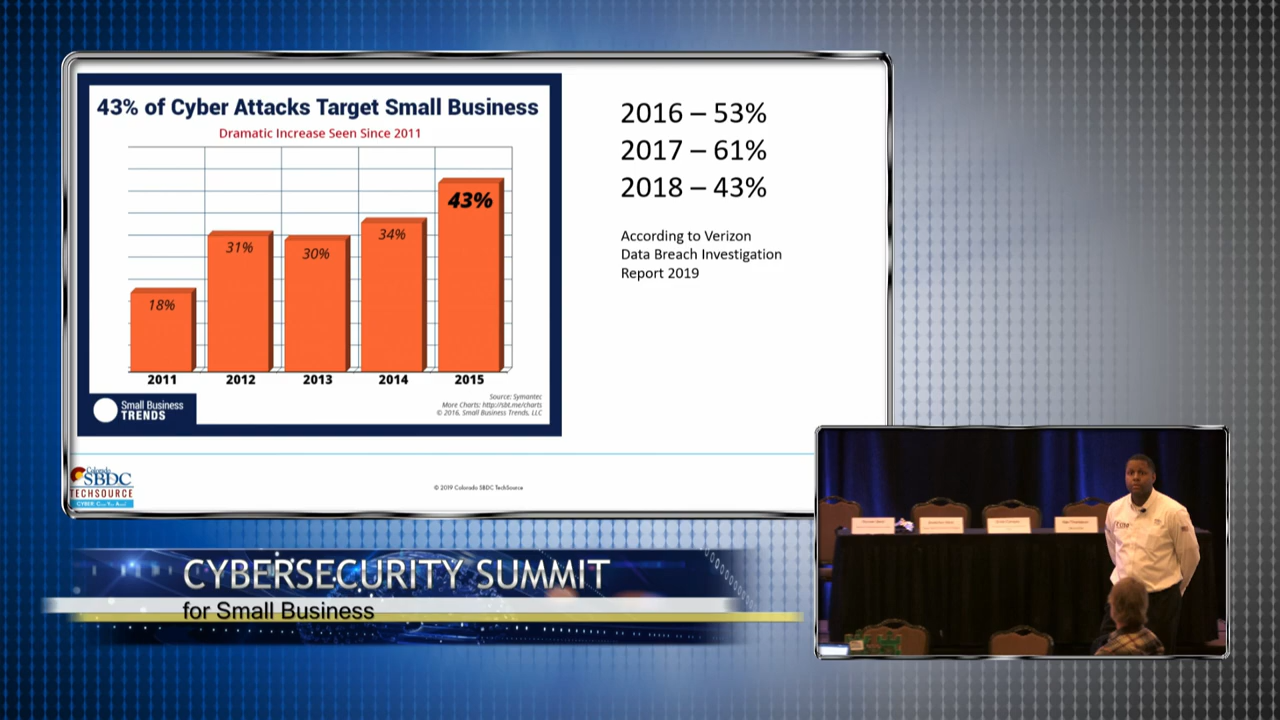 43% of Cyber Attacks Target Small Business
Dramatic Increase Seen Since 2011
18%
31%
30%
34%
43%
2011
2012
2013
2014
2015
Source: Symantec
More Charts: http://sbt.me/charts
© 2016, Small Business Trends, LLC
Small Business
TRENDS
2016 – 53%
2017 – 61%
2018 – 43%
According to Verizon
Data Breach Investigation
Report 2019
Colorado
SBDC
TECHSOURCE
© 2019 Colorado SBDC TechSource
CYBERSECURITY SUMMIT
for Small Business